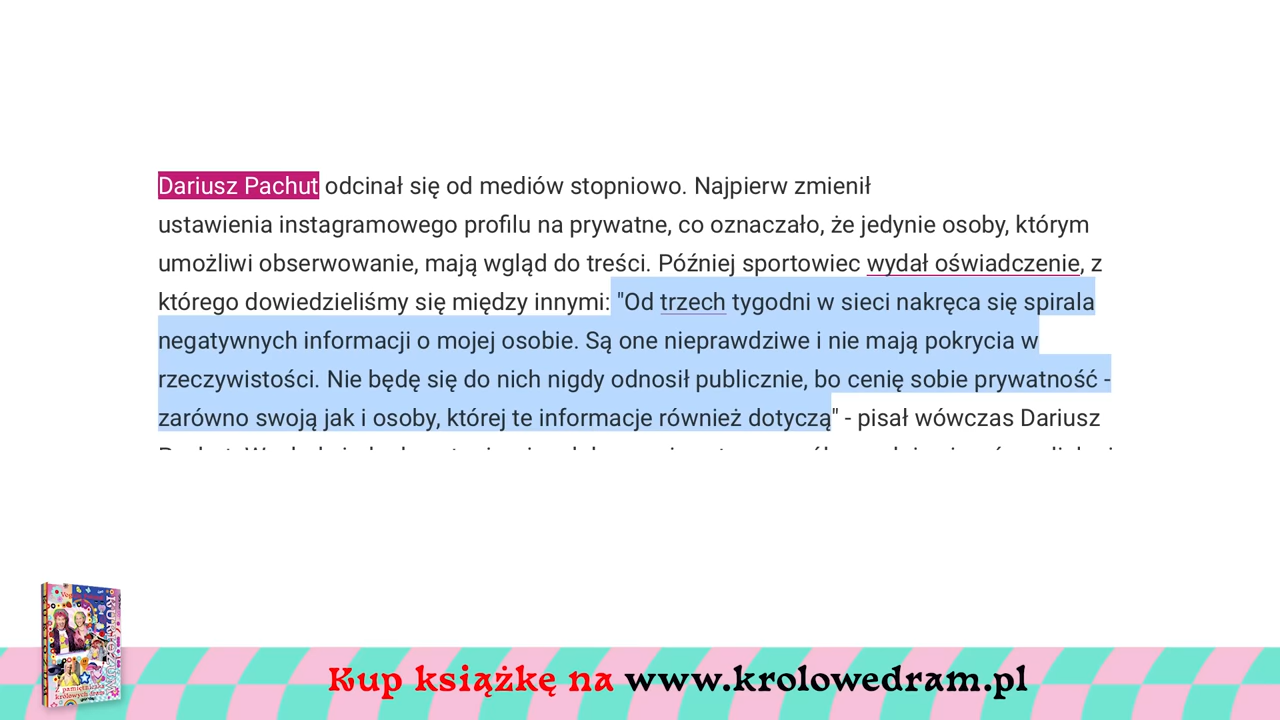 Dariusz Pachut odcinał się od mediów stopniowo. Najpierw zmienił
ustawienia instagramowego profilu na prywatne, co oznaczało, że jedynie osoby, którym
umożliwi obserwowanie, mają wgląd do treści. Później sportowiec wydał oświadczenie, z
którego dowiedzieliśmy się między innymi: "Od trzech tygodni w sieci nakręca się spirala
negatywnych informacji o mojej osobie. Są one nieprawdziwe i nie mają pokrycia w
rzeczywistości. Nie będę się do nich nigdy odnosił publicznie, bo cenię sobie prywatność -
zarówno swoją jak i osoby, której te informacje również dotyczą" - pisał wówczas Dariusz
Z pamiętnika
królowych dram
Kup książkę na www.krolowedram.pl